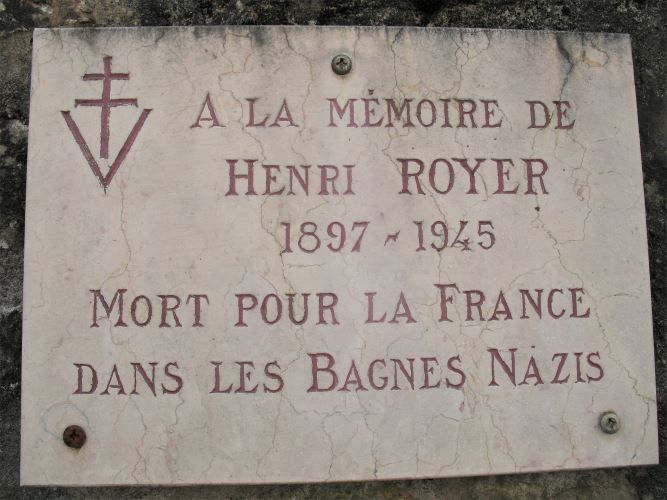 A LA MÉMOIRE DE
HENRI ROYER
1897 - 1945
MORT POUR LA FRANCE
DANS LES BAGNES NAZIS